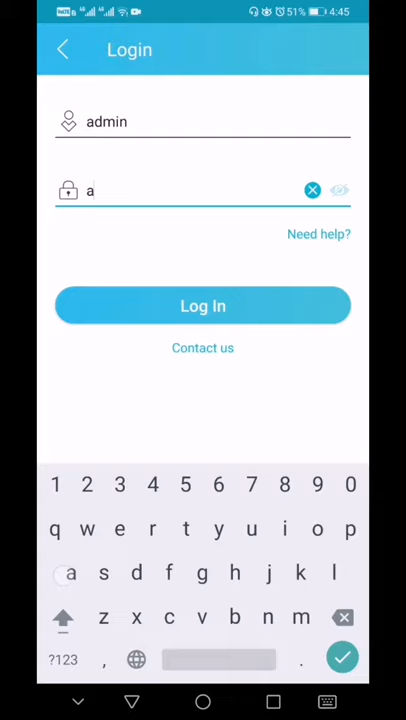 51% 4:45
Login
admin
a
Need help?
Log In
Contact us
1 2 3 4 5 6 7 8 9 0
q w e r t y u i o p
a s d f g h j k l
z x c v b n m
?123 , .